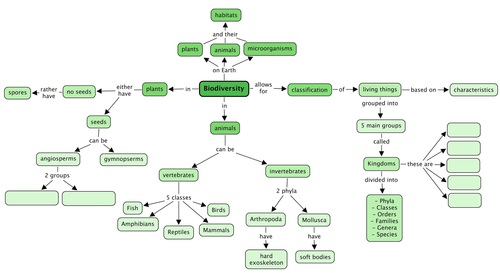 habitats
and their
plants
animals
microorganisms
on Earth
spores
rather
have
no seeds
either
have
plants
in
Biodiversity
allows
for
classification
of
living things
based on
characteristics
seeds
in
grouped into
can be
animals
5 main groups
angiosperms
gymnosperms
can be
called
2 groups
vertebrates
invertebrates
Kingdoms
these are
5 classes
2 phyla
divided into
Fish
Birds
Amphibians
Mammals
Reptiles
Arthropoda
Mollusca
have
have
hard
exoskeleton
soft bodies
– Phyla
– Classes
– Orders
– Families
– Genera
– Species